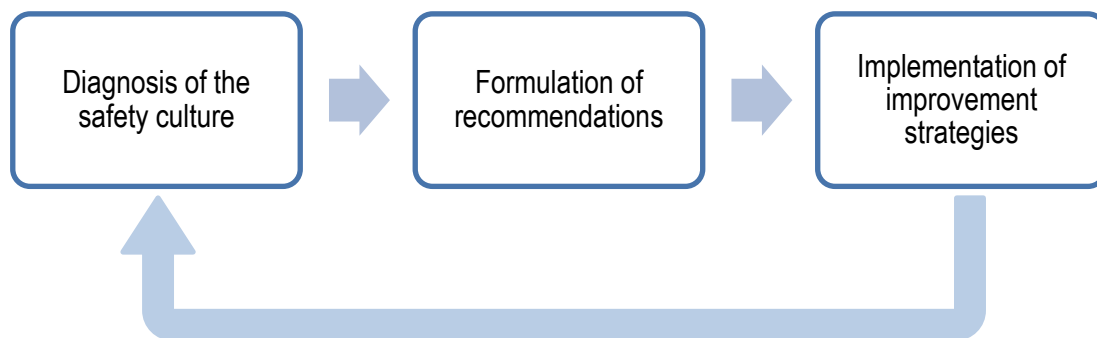 Diagnosis of the
safety culture
Formulation of
recommendations
Implementation of
improvement
strategies